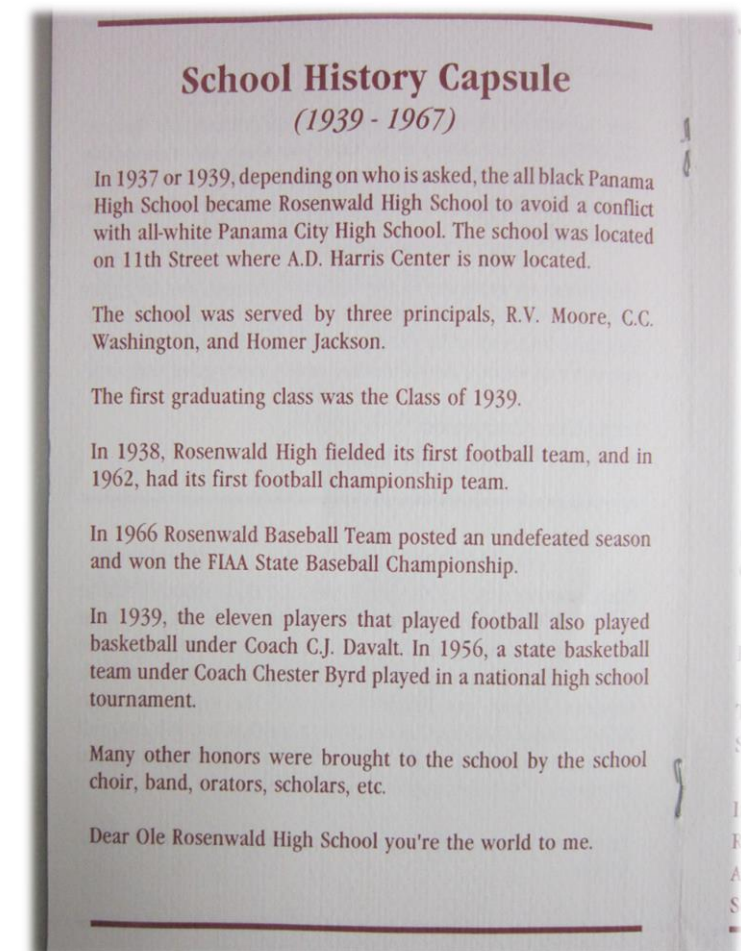 School History Capsule
(1939 - 1967)
In 1937 or 1939, depending on who is asked, the all black Panama
High School became Rosenwald High School to avoid a conflict
with all-white Panama City High School. The school was located
on 11th Street where A.D. Harris Center is now located.
The school was served by three principals, R.V. Moore, C.C.
Washington, and Homer Jackson.
The first graduating class was the Class of 1939.
In 1938, Rosenwald High fielded its first football team, and in
1962, had its first football championship team.
In 1966 Rosenwald Baseball Team posted an undefeated season
and won the FIAA State Baseball Championship.
In 1939, the eleven players that played football also played
basketball under Coach C.J. Davalt. In 1956, a state basketball
team under Coach Chester Byrd played in a national high school
tournament.
Many other honors were brought to the school by the school
choir, band, orators, scholars, etc.
Dear Ole Rosenwald High School you're the world to me.